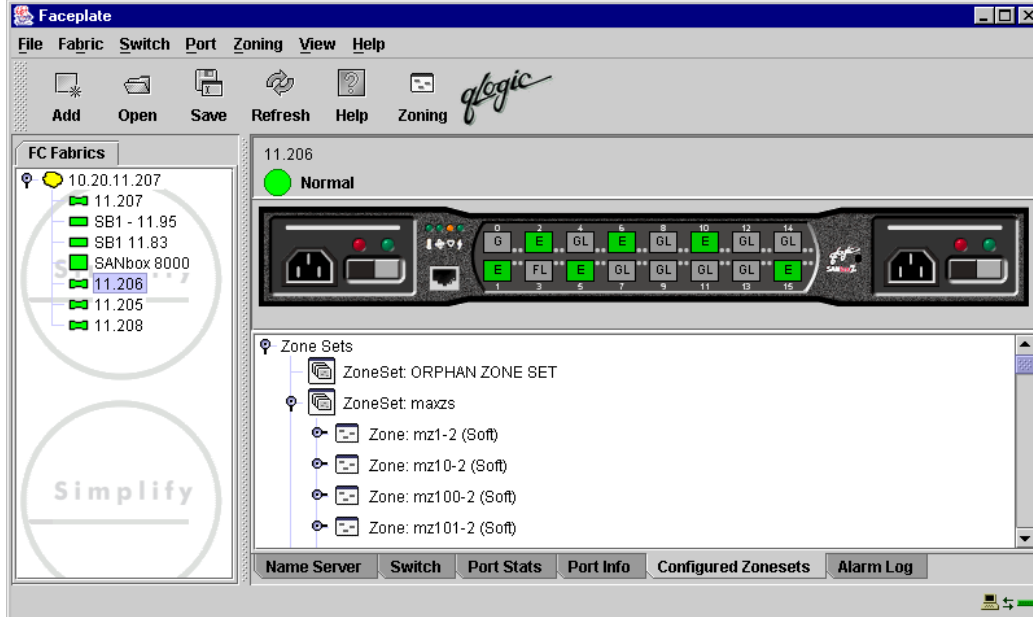 Faceplate
File Fabric Switch Port Zoning View Help
Add Open Save Refresh Help Zoning qlogic
FC Fabrics
10.20.11.207
11.207
SB1 - 11.95
SB1 11.83
SANbox 8000
11.206
11.205
11.208
Simplify
11.206
Normal
0 2 4 6 8 10 12 14
G E GL E GL E GL GL
E FL E GL GL GL GL E
1 3 5 7 9 11 13 15
Zone Sets
ZoneSet: ORPHAN ZONE SET
ZoneSet: maxzs
Zone: mz1-2 (Soft)
Zone: mz10-2 (Soft)
Zone: mz100-2 (Soft)
Zone: mz101-2 (Soft)
Name Server Switch Port Stats Port Info Configured Zonesets Alarm Log